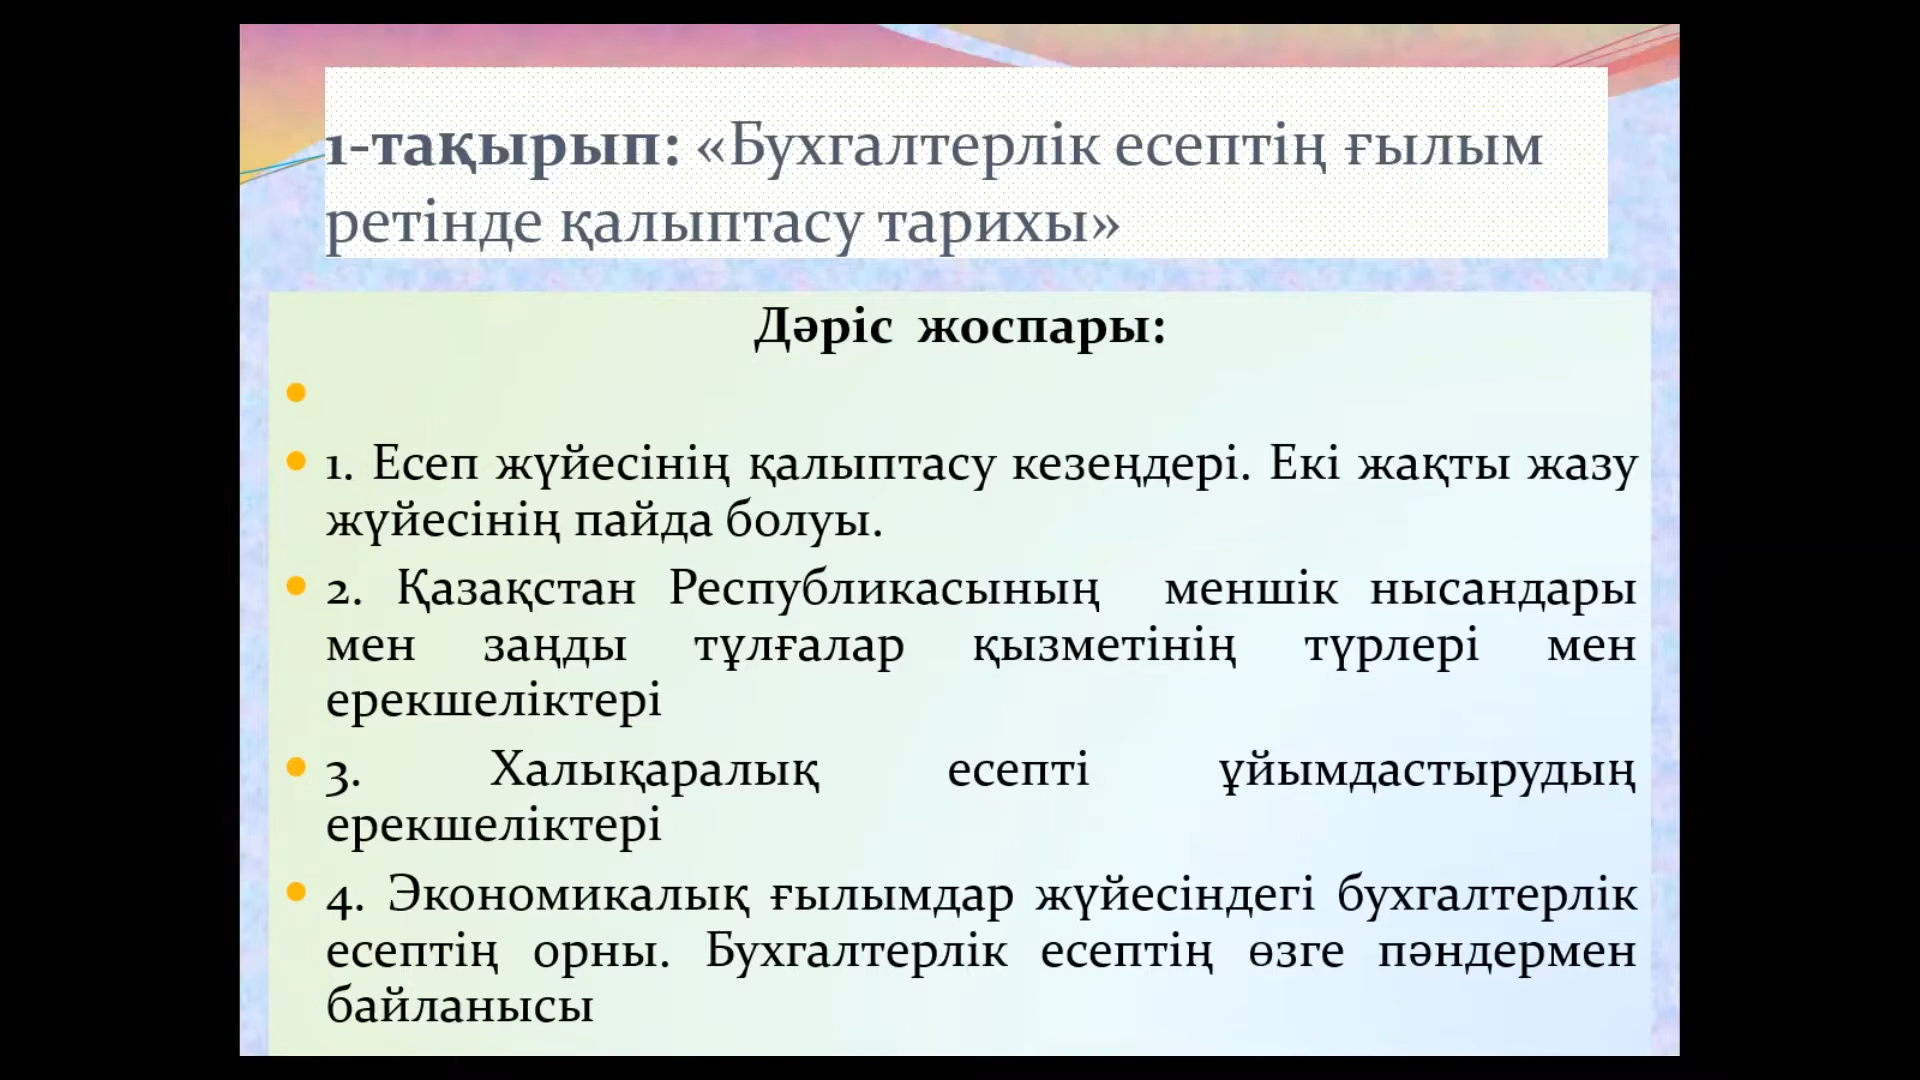 1-тақырып: «Бухгалтерлік есептің ғылым
ретінде қалыптасу тарихы»
Дәріс жоспары:
1. Есеп жүйесінің қалыптасу кезеңдері. Екі жақты жазу
жүйесінің пайда болуы.
2. Қазақстан Республикасының меншік нысандары
мен заңды тұлғалар қызметінің түрлері мен
ерекшеліктері
3. Халықаралық есепті ұйымдастырудың
ерекшеліктері
4. Экономикалық ғылымдар жүйесіндегі бухгалтерлік
есептің орны. Бухгалтерлік есептің өзге пәндермен
байланысы